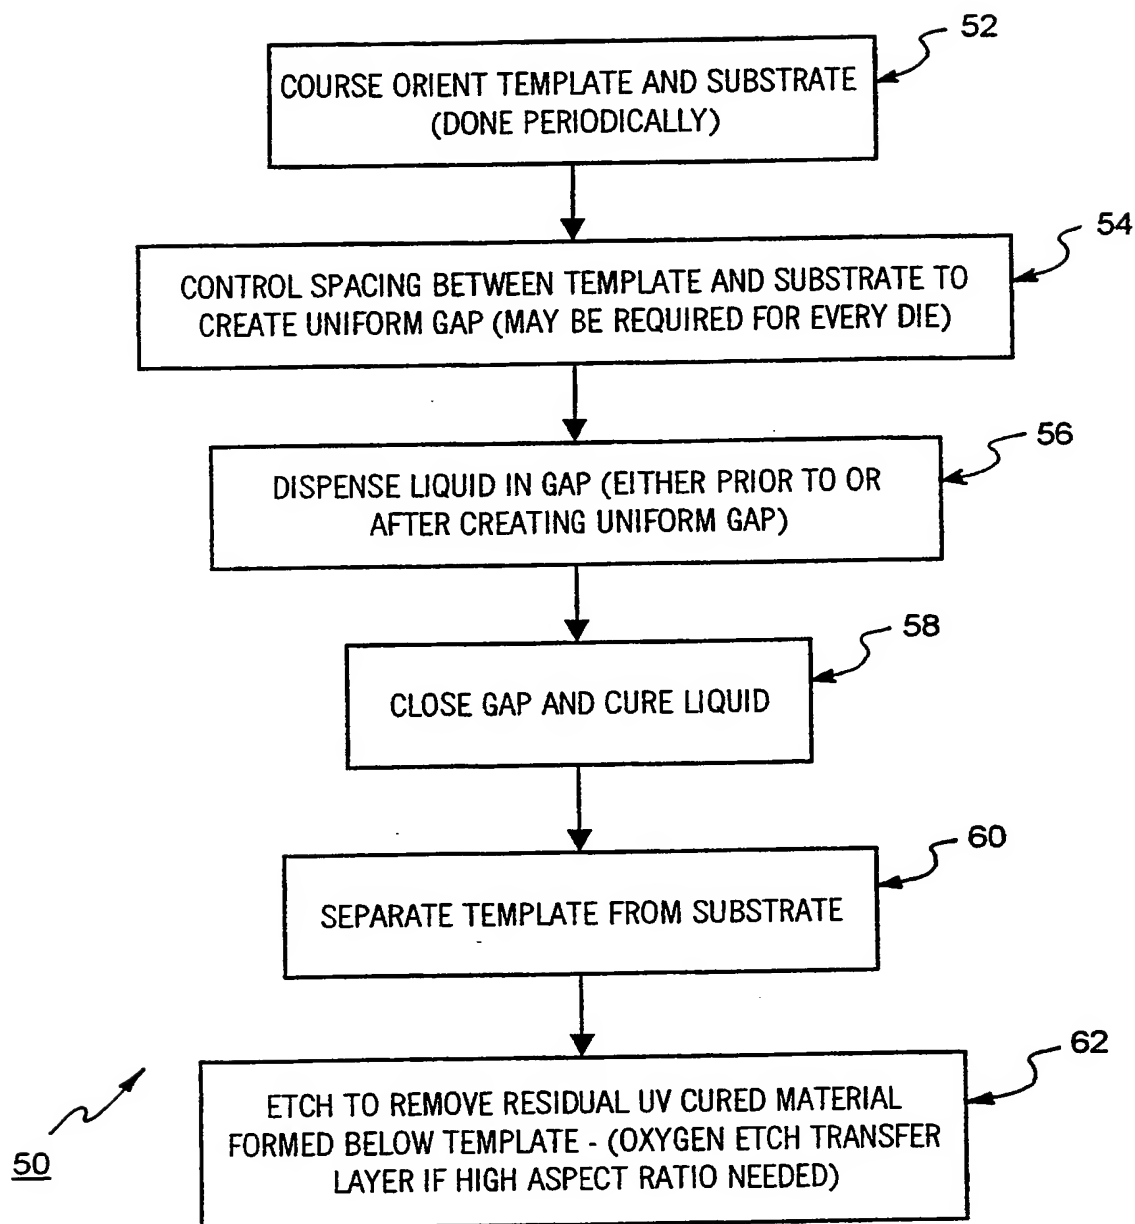 52
COURSE ORIENT TEMPLATE AND SUBSTRATE
(DONE PERIODICALLY)
54
CONTROL SPACING BETWEEN TEMPLATE AND SUBSTRATE TO
CREATE UNIFORM GAP (MAY BE REQUIRED FOR EVERY DIE)
56
DISPENSE LIQUID IN GAP (EITHER PRIOR TO OR
AFTER CREATING UNIFORM GAP)
58
CLOSE GAP AND CURE LIQUID
60
SEPARATE TEMPLATE FROM SUBSTRATE
62
ETCH TO REMOVE RESIDUAL UV CURED MATERIAL
FORMED BELOW TEMPLATE - (OXYGEN ETCH TRANSFER
LAYER IF HIGH ASPECT RATIO NEEDED)
50